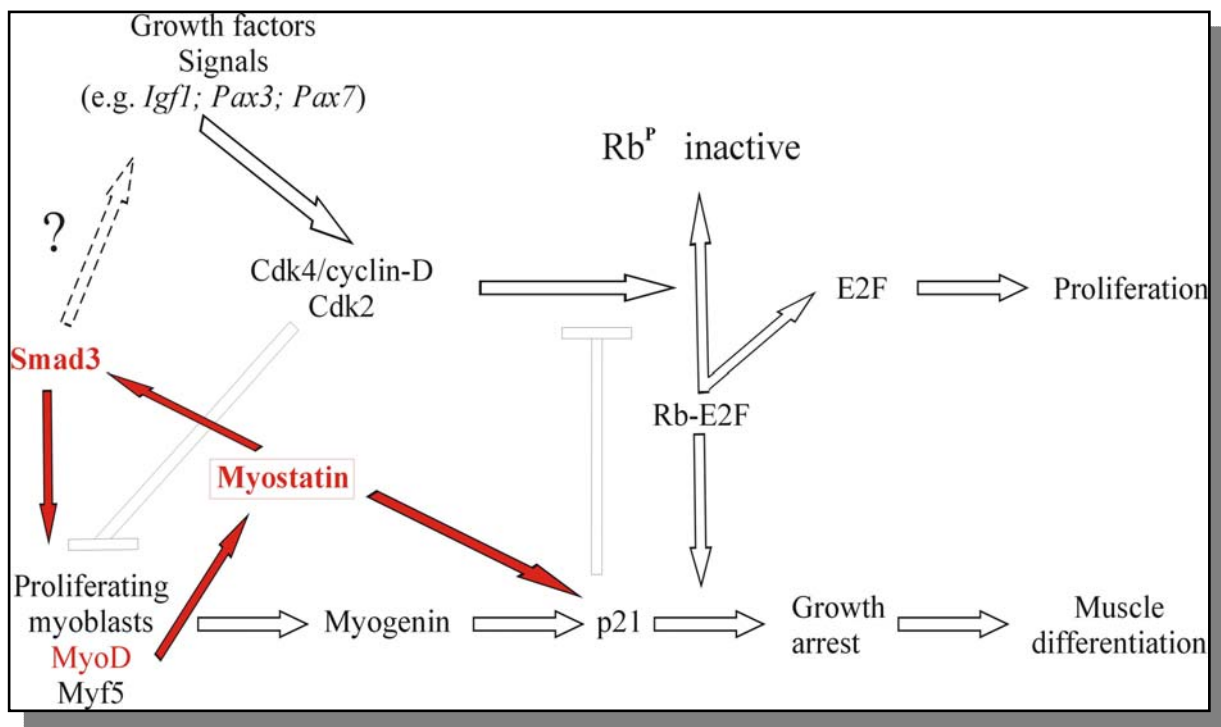 Growth factors
Signals
(e.g. Igf1; Pax3; Pax7)
Rbᴾ inactive
?
Cdk4/cyclin-D
Cdk2
E2F
Proliferation
Smad3
Rb-E2F
Myostatin
Proliferating
myoblasts
MyoD
Myf5
Myogenin
p21
Growth
arrest
Muscle
differentiation